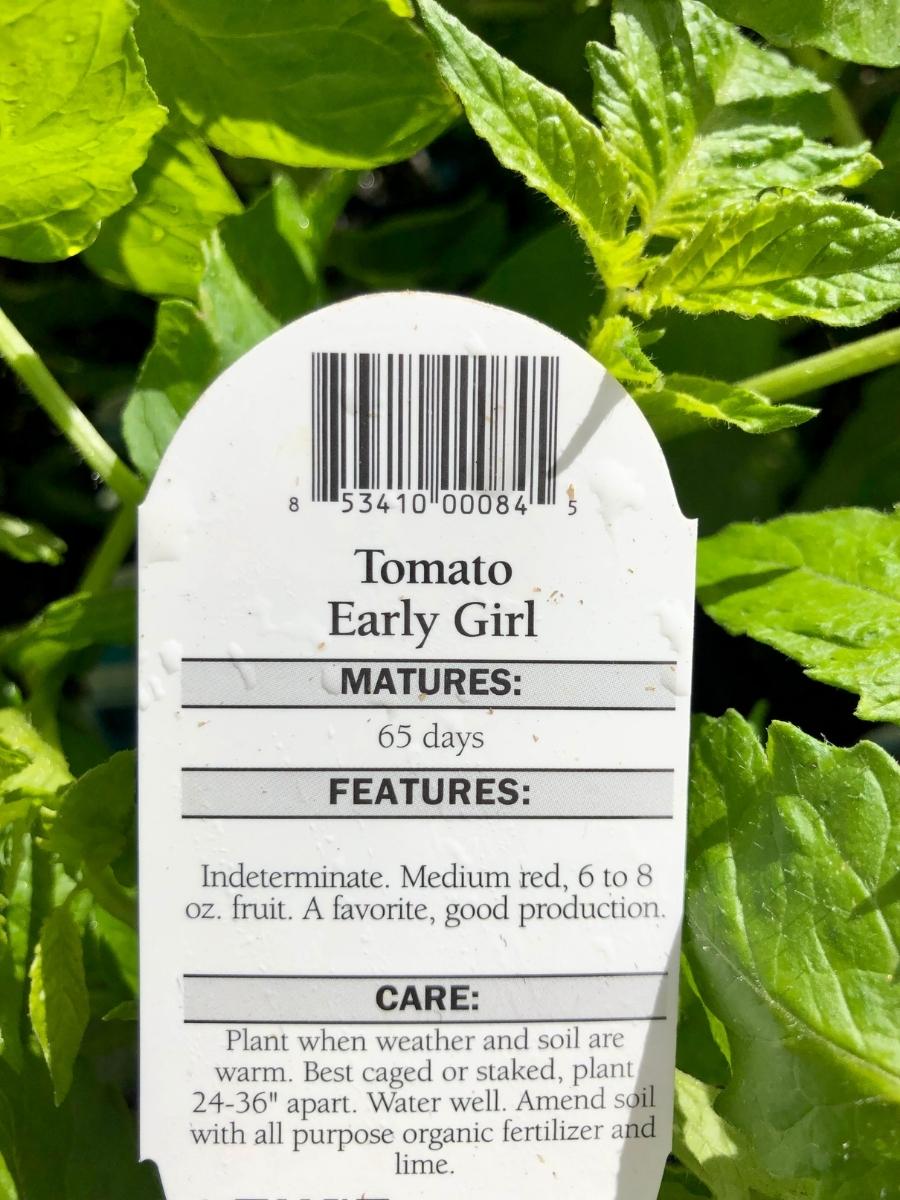 8 53410 00084 5
Tomato
Early Girl
MATURES:
65 days
FEATURES:
Indeterminate. Medium red, 6 to 8
oz. fruit. A favorite, good production.
CARE:
Plant when weather and soil are
warm. Best caged or staked, plant
24-36" apart. Water well. Amend soil
with all purpose organic fertilizer and
lime.